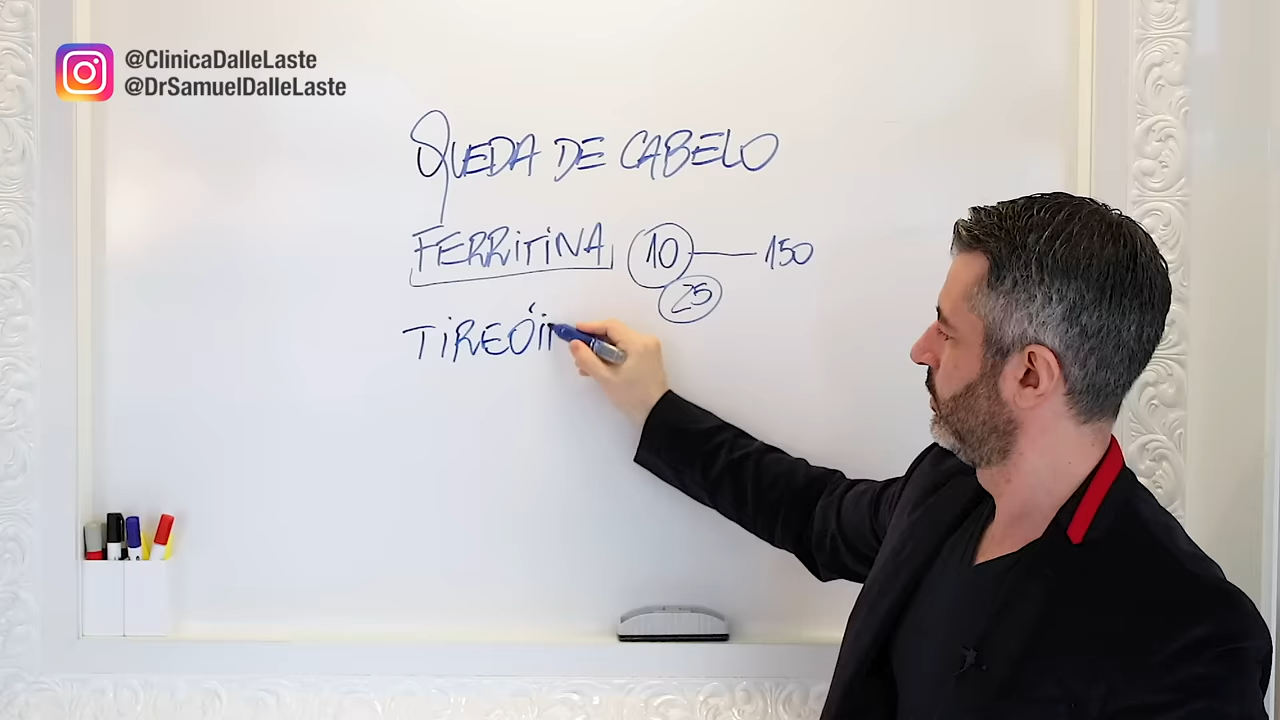 @ClinicaDalleLaste
@DrSamuelDalleLaste
QUEDA DE CABELO
FERRITINA 10 — 150
25
TIREÓI